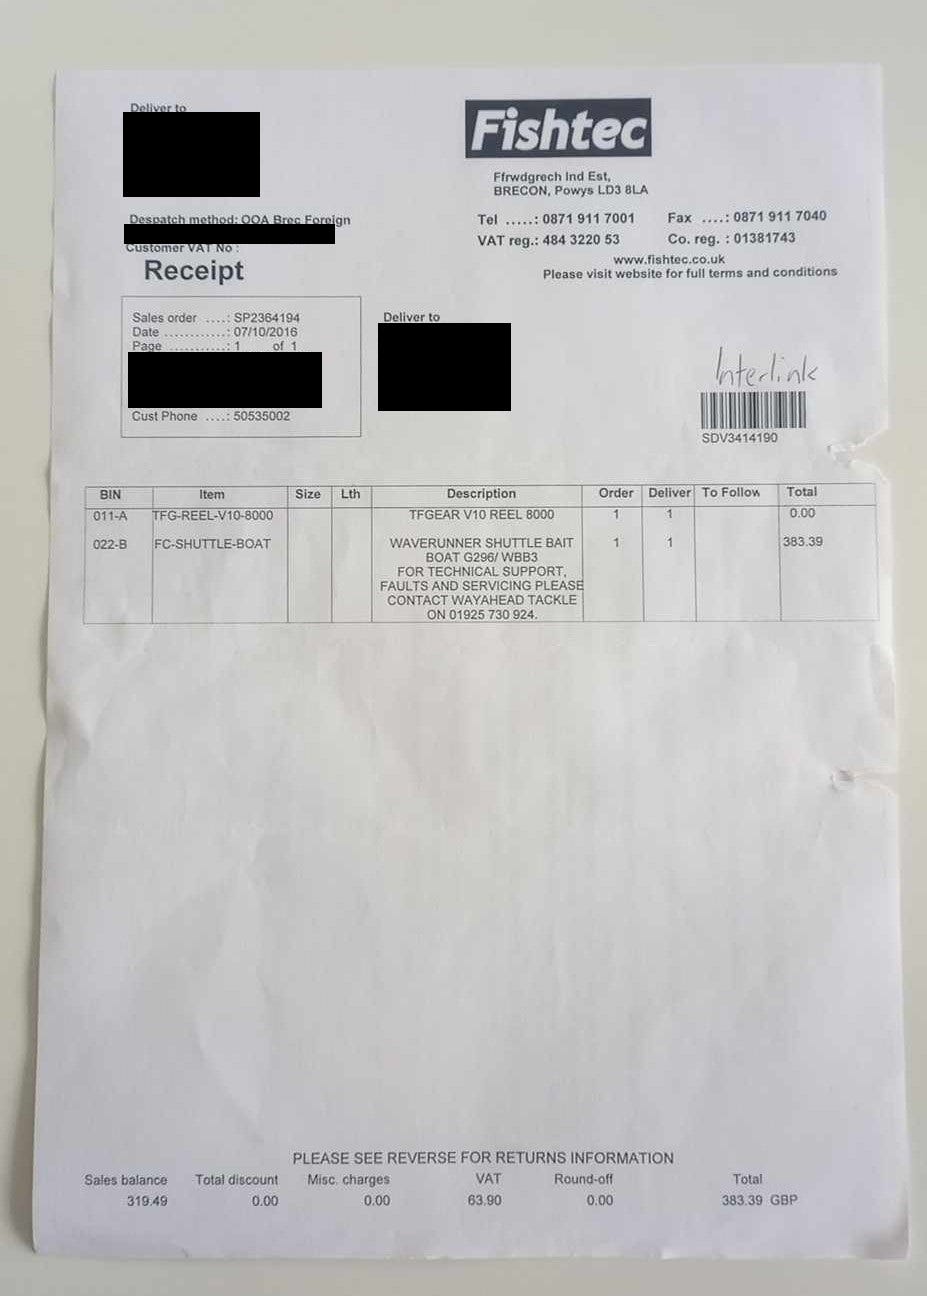 Deliver to
Fishtec
Ffrwdgrech Ind Est,
BRECON, Powys LD3 8LA
Despatch method: OOA Brec Foreign
Tel .....: 0871 911 7001 Fax ....: 0871 911 7040
Customer VAT No :
VAT reg.: 484 3220 53 Co. reg. : 01381743
www.fishtec.co.uk
Receipt
Please visit website for full terms and conditions
Sales order ....: SP2364194
Date ............: 07/10/2016
Page ...........: 1 of 1
Cust Phone ....: 50535002
Deliver to
Interlink
SDV3414190
BIN Item Size Lth Description Order Deliver To Follow Total
011-A TFG-REEL-V10-8000 TFGEAR V10 REEL 8000 1 1 0.00
022-B FC-SHUTTLE-BOAT WAVERUNNER SHUTTLE BAIT 1 1 383.39
BOAT G296/ WBB3
FOR TECHNICAL SUPPORT,
FAULTS AND SERVICING PLEASE
CONTACT WAYAHEAD TACKLE
ON 01925 730 924.
PLEASE SEE REVERSE FOR RETURNS INFORMATION
Sales balance Total discount Misc. charges VAT Round-off Total
319.49 0.00 0.00 63.90 0.00 383.39 GBP